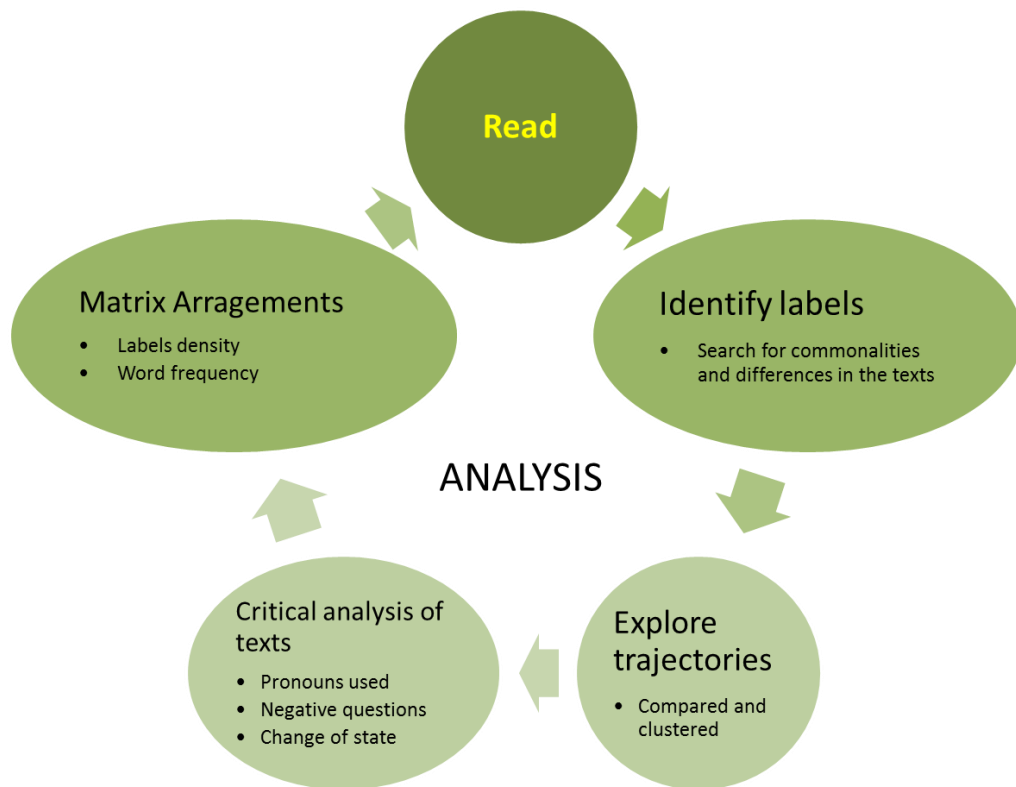 Read
Identify labels
• Search for commonalities
and differences in the texts
Explore
trajectories
• Compared and
clustered
Critical analysis of
texts
• Pronouns used
• Negative questions
• Change of state
Matrix Arragements
• Labels density
• Word frequency
ANALYSIS